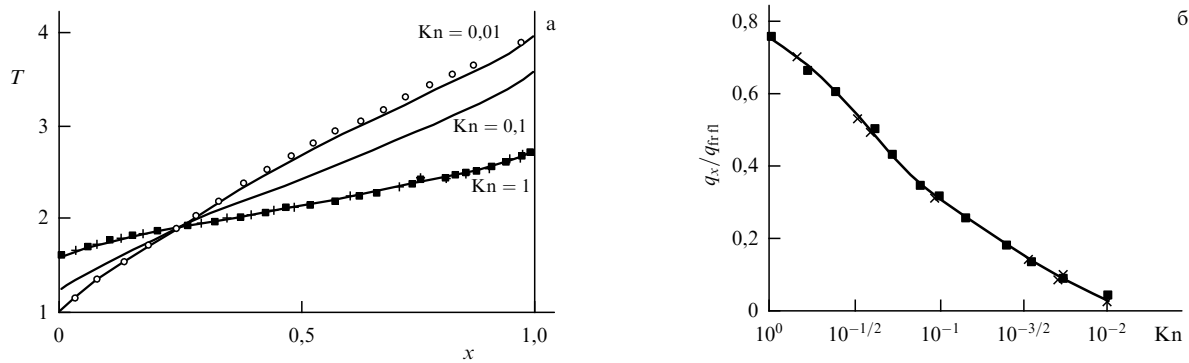 a
4
Kn = 0,01
T
3
Kn = 0,1
2
Kn = 1
1
0
0,5
1,0
x
б
0,8
0,6
q_x/q_{fr fl}
0,4
0,2
0
10^0
10^{-1/2}
10^{-1}
10^{-3/2}
10^{-2}
Kn